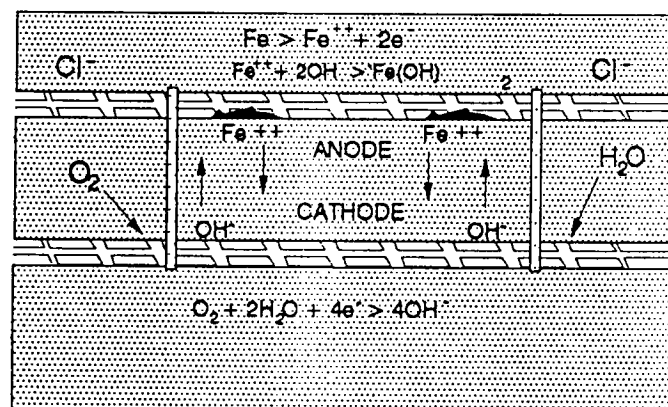 Fe > Fe⁺⁺ + 2e⁻
Cl⁻ Cl⁻
Fe⁺⁺ + 2OH⁻ > Fe(OH)
2
Fe ++ Fe ++
ANODE
O₂ H₂O
CATHODE
OH⁻ OH⁻
O₂ + 2H₂O + 4e⁻ > 4OH⁻